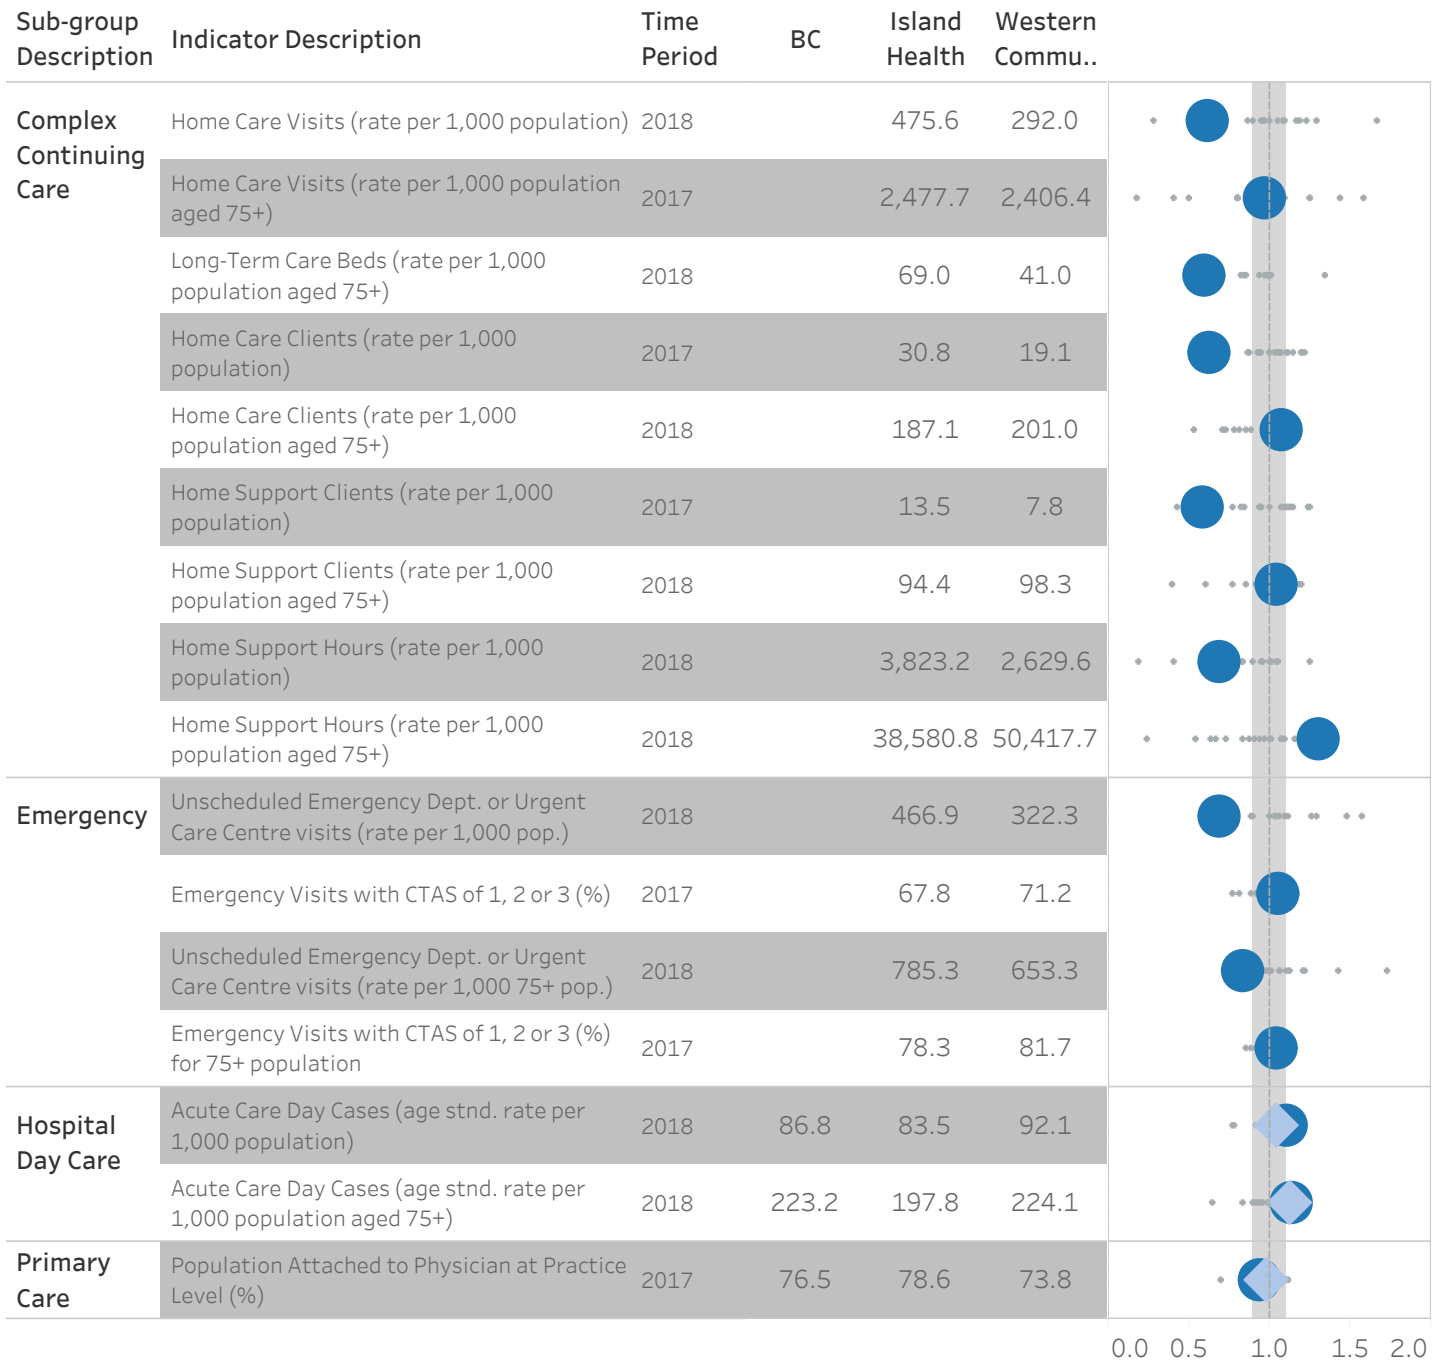 Sub-group Description Indicator Description Time Period BC Island Health Western Commu..
Complex Continuing Care
Home Care Visits (rate per 1,000 population) 2018 475.6 292.0
Home Care Visits (rate per 1,000 population aged 75+) 2017 2,477.7 2,406.4
Long-Term Care Beds (rate per 1,000 population aged 75+) 2018 69.0 41.0
Home Care Clients (rate per 1,000 population) 2017 30.8 19.1
Home Care Clients (rate per 1,000 population aged 75+) 2018 187.1 201.0
Home Support Clients (rate per 1,000 population) 2017 13.5 7.8
Home Support Clients (rate per 1,000 population aged 75+) 2018 94.4 98.3
Home Support Hours (rate per 1,000 population) 2018 3,823.2 2,629.6
Home Support Hours (rate per 1,000 population aged 75+) 2018 38,580.8 50,417.7
Emergency
Unscheduled Emergency Dept. or Urgent Care Centre visits (rate per 1,000 pop.) 2018 466.9 322.3
Emergency Visits with CTAS of 1, 2 or 3 (%) 2017 67.8 71.2
Unscheduled Emergency Dept. or Urgent Care Centre visits (rate per 1,000 75+ pop.) 2018 785.3 653.3
Emergency Visits with CTAS of 1, 2 or 3 (%) for 75+ population 2017 78.3 81.7
Hospital Day Care
Acute Care Day Cases (age stnd. rate per 1,000 population) 2018 86.8 83.5 92.1
Acute Care Day Cases (age stnd. rate per 1,000 population aged 75+) 2018 223.2 197.8 224.1
Primary Care
Population Attached to Physician at Practice Level (%) 2017 76.5 78.6 73.8
0.0 0.5 1.0 1.5 2.0